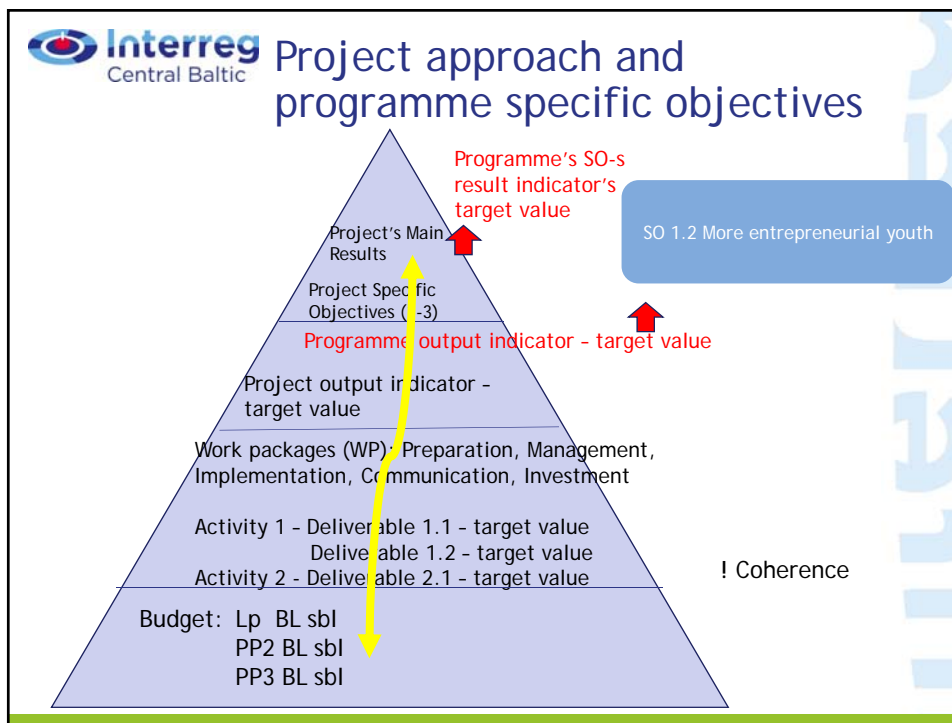 Interreg
Central Baltic
Project approach and
programme specific objectives
Programme's SO-s
result indicator's
target value
SO 1.2 More entrepreneurial youth
Project's Main
Results
Project Specific
Objectives ( -3)
Programme output indicator – target value
Project output indicator –
target value
Work packages (WP): Preparation, Management,
Implementation, Communication, Investment
Activity 1 – Deliverable 1.1 – target value
Deliverable 1.2 – target value
Activity 2 - Deliverable 2.1 – target value
! Coherence
Budget: Lp BL sbl
PP2 BL sbl
PP3 BL sbl